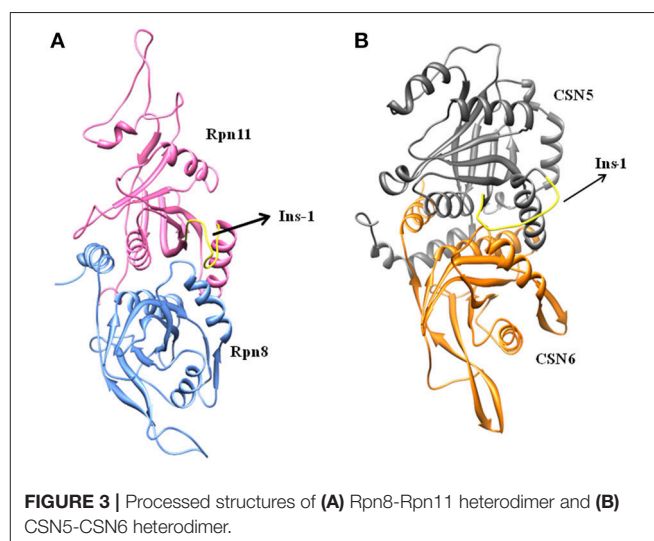 A
B
CSN5
Rpn11
Ins-1
Ins-1
Rpn8
CSN6
FIGURE 3 | Processed structures of (A) Rpn8-Rpn11 heterodimer and (B)
CSN5-CSN6 heterodimer.